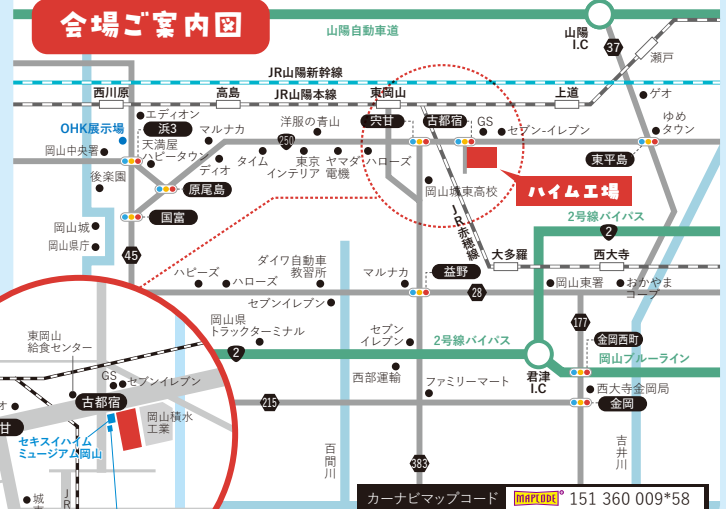 会場ご案内図
山陽自動車道
山陽
I.C
37
瀬戸
JR山陽新幹線
西川原
高島
JR山陽本線
東岡山
上道
ゲオ
エディオン
OHK展示場
浜3
マルナカ
洋服の青山
宍甘
古都宿
GS
セブン-イレブン
ゆめ
タウン
岡山中央署
天満屋
ハピータウン
250
ディオ
タイム
東京
インテリア
ヤマダ
電機
ハローズ
東平島
後楽園
原尾島
岡山城東高校
ハイム工場
国富
JR赤穂線
2号線バイパス
2
岡山城
岡山県庁
45
大多羅
西大寺
ダイワ自動車
教習所
ハピーズ
ハローズ
マルナカ
益野
28
岡山東署
おかやま
コープ
セブンイレブン
岡山県
トラックターミナル
セブン
イレブン
177
金岡西町
2
2号線バイパス
岡山ブルーライン
東岡山
給食センター
西部運輸
ファミリーマート
君津
I.C
西大寺金岡局
金岡
GS
セブンイレブン
古都宿
215
オ
甘
岡山積水
工業
セキスイハイム
ミュージアム岡山
百間川
吉井川
383
城
JR
カーナビマップコード
MAPCODE
151 360 009*58